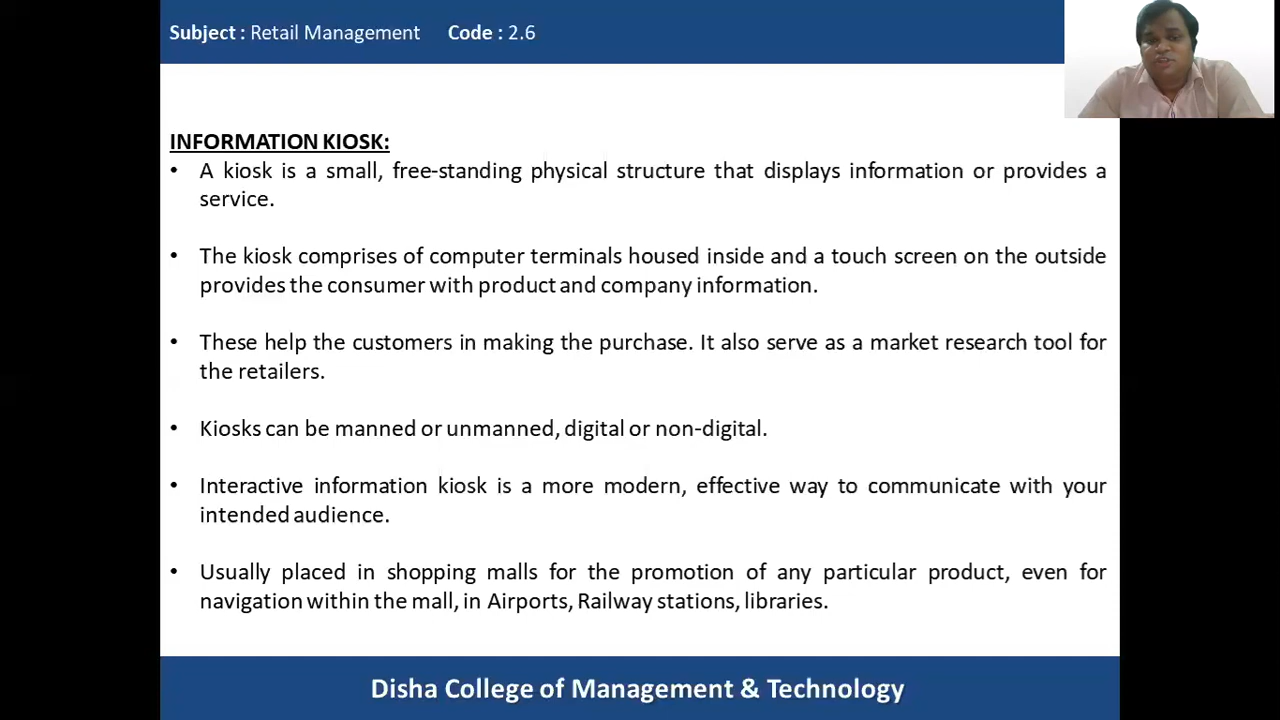 Subject : Retail Management Code : 2.6
INFORMATION KIOSK:
• A kiosk is a small, free-standing physical structure that displays information or provides a
service.
• The kiosk comprises of computer terminals housed inside and a touch screen on the outside
provides the consumer with product and company information.
• These help the customers in making the purchase. It also serve as a market research tool for
the retailers.
• Kiosks can be manned or unmanned, digital or non-digital.
• Interactive information kiosk is a more modern, effective way to communicate with your
intended audience.
• Usually placed in shopping malls for the promotion of any particular product, even for
navigation within the mall, in Airports, Railway stations, libraries.
Disha College of Management & Technology